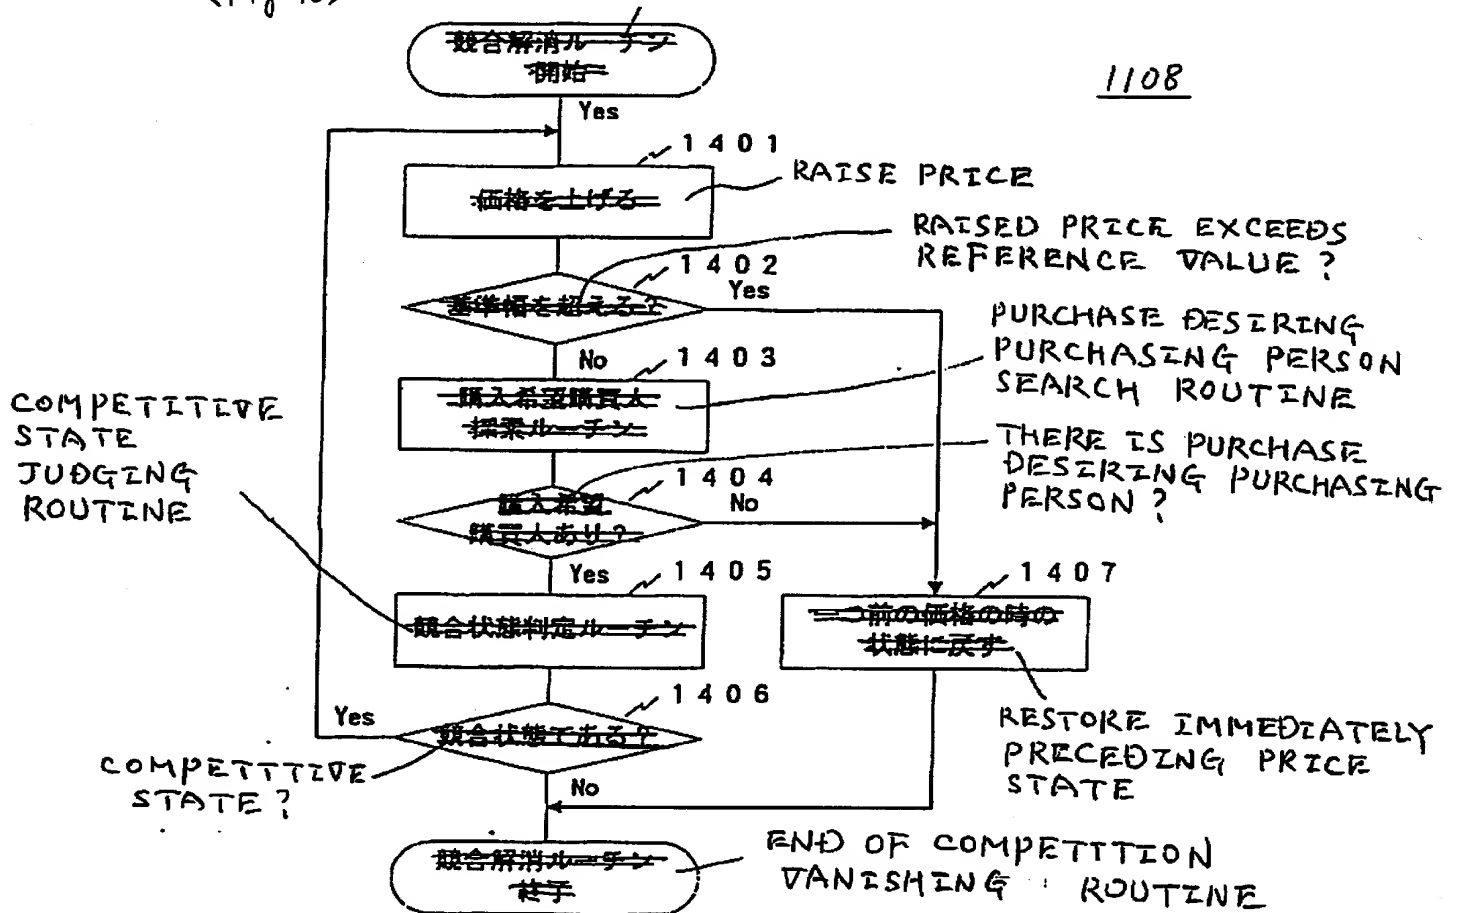 競合解消ルーチン
開始
1108
Yes
1401
価格を上げる
RAISE PRICE
RAISED PRICE EXCEEDS
REFERENCE VALUE?
1402
基準幅を超える?
Yes
No
1403
購入希望購買人
探索ルーチン
PURCHASE DESIRING
PURCHASING PERSON
SEARCH ROUTINE
COMPETITIVE
STATE
JUDGING
ROUTINE
1404
購入希望
購買人あり?
No
THERE IS PURCHASE
DESIRING PURCHASING
PERSON?
Yes
1405
競合状態判定ルーチン
1407
一つ前の価格の時の
状態に戻す
1406
Yes
競合状態である?
COMPETITIVE
STATE?
RESTORE IMMEDIATELY
PRECEDING PRICE
STATE
No
競合解消ルーチン
終了
END OF COMPETITION
VANISHING ROUTINE